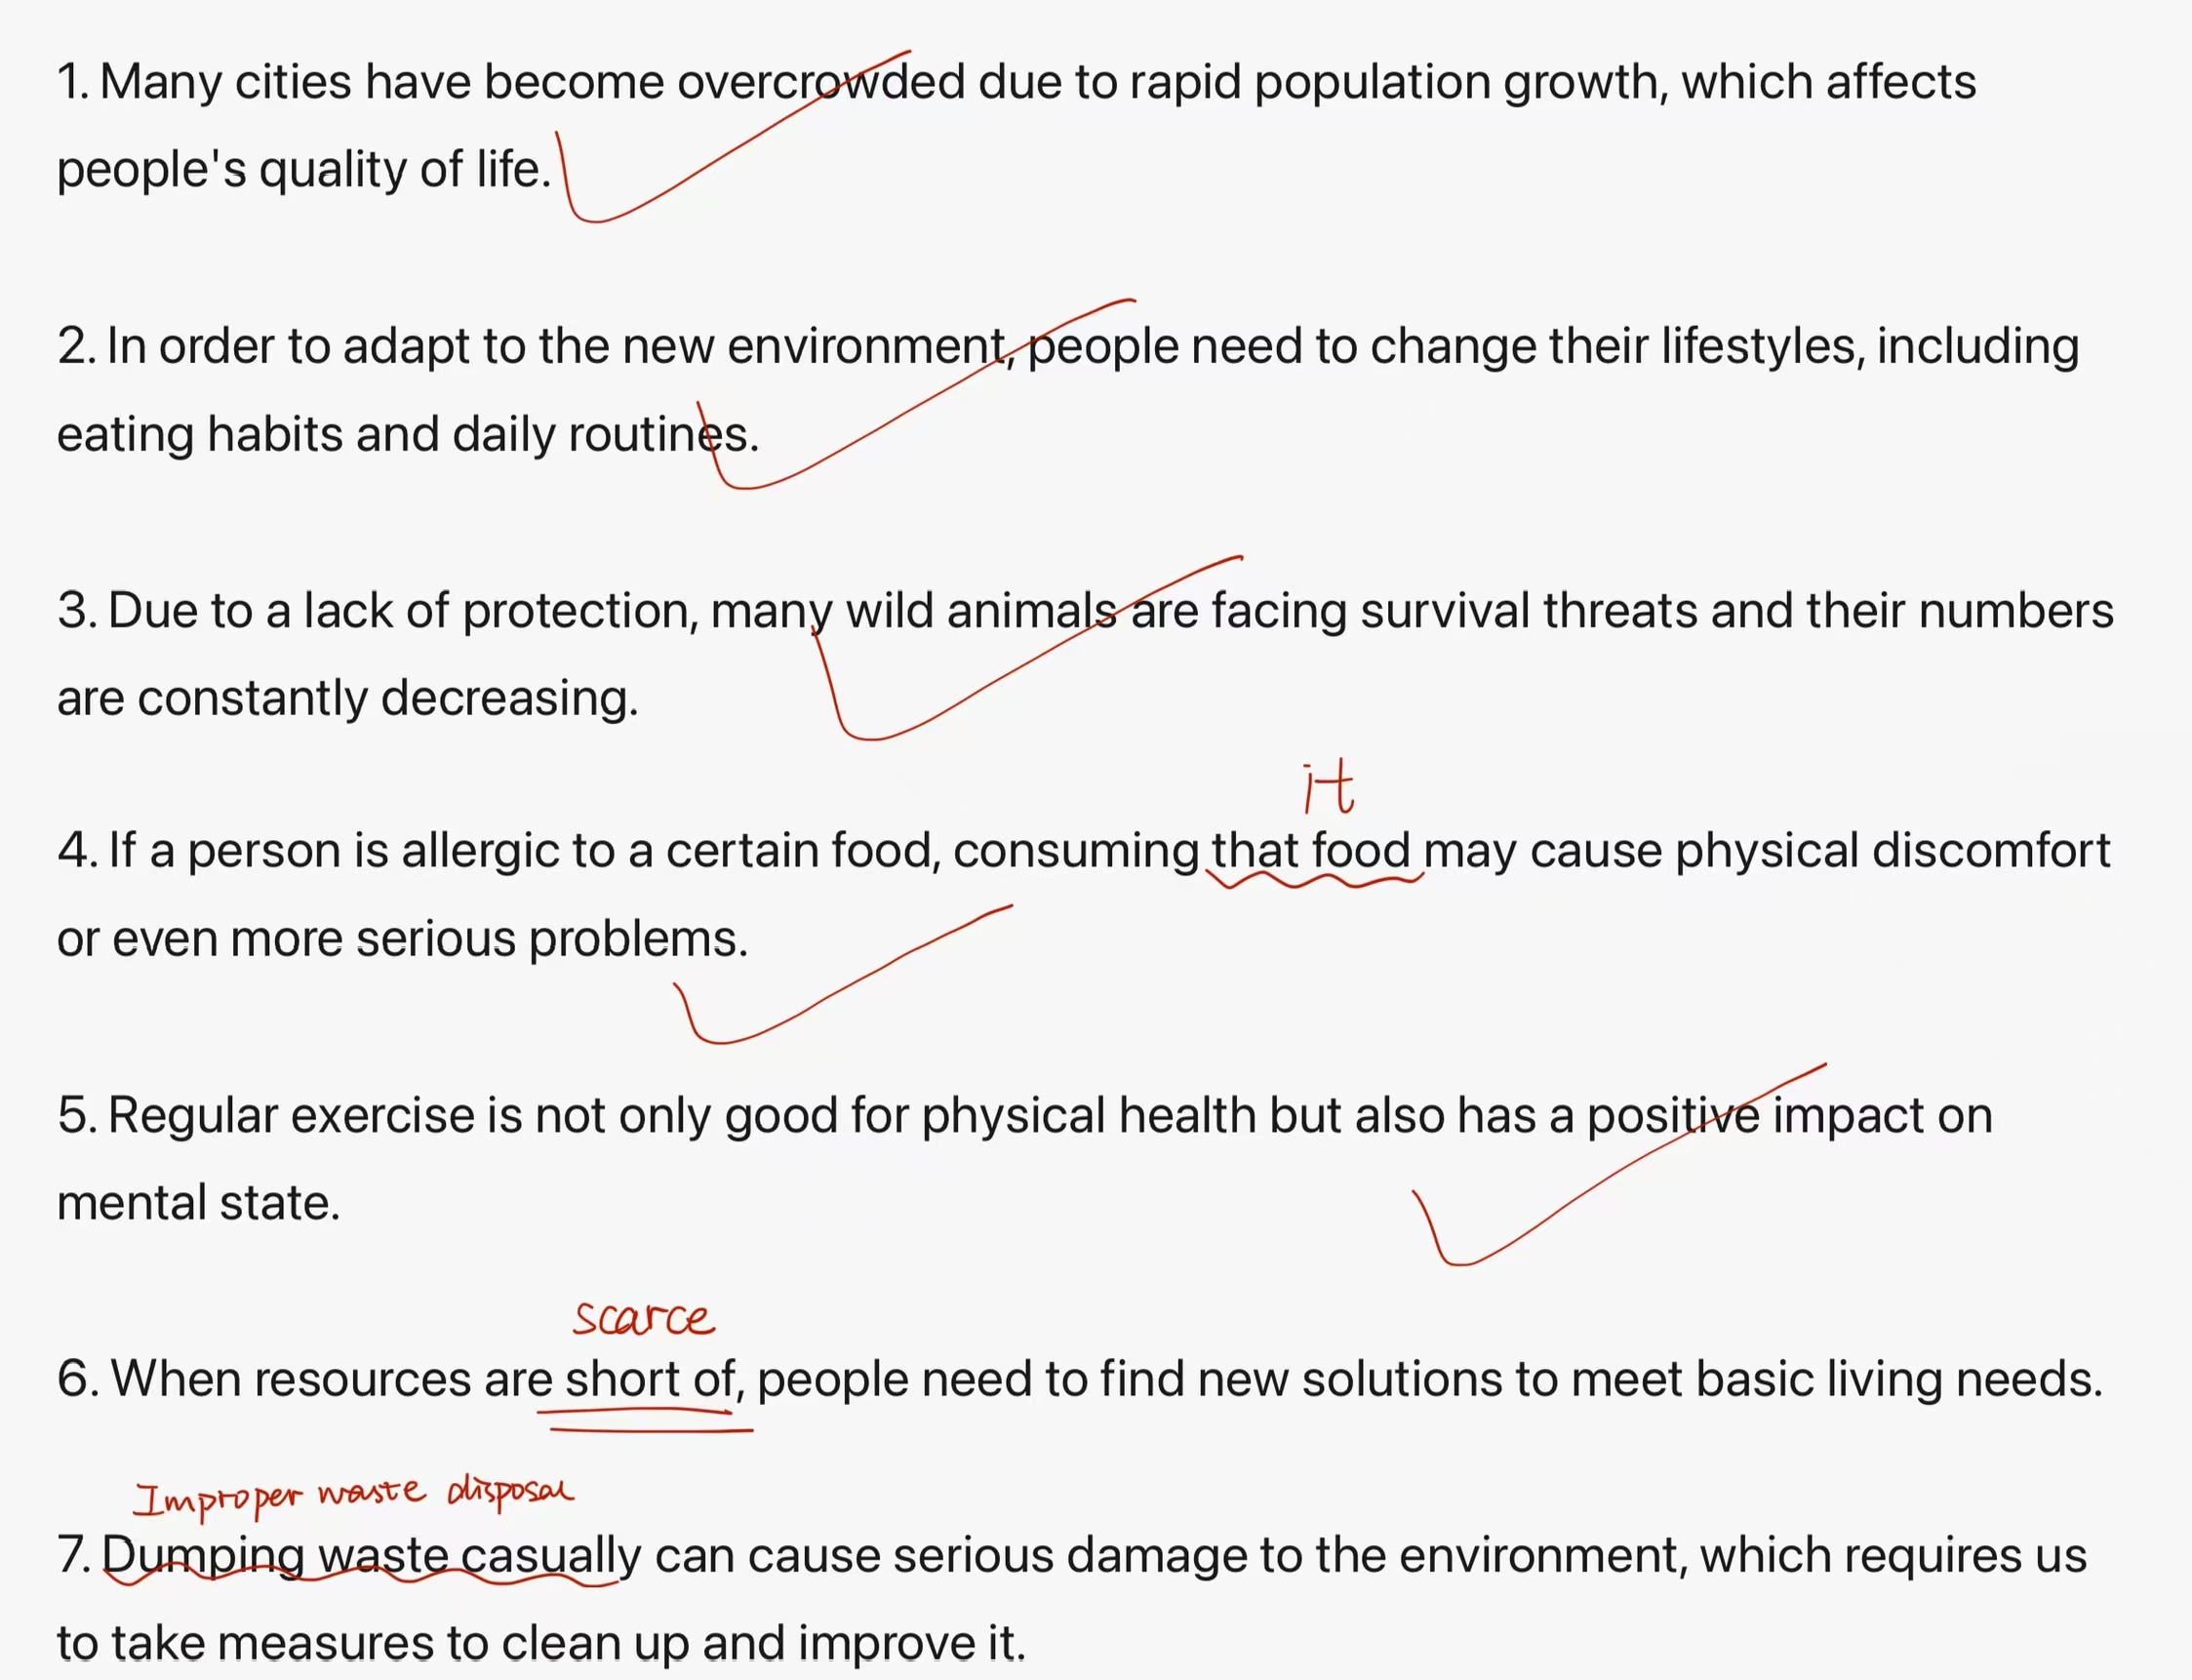 1. Many cities have become overcrowded due to rapid population growth, which affects
people's quality of life.
2. In order to adapt to the new environment, people need to change their lifestyles, including
eating habits and daily routines.
3. Due to a lack of protection, many wild animals are facing survival threats and their numbers
are constantly decreasing.
it
4. If a person is allergic to a certain food, consuming that food may cause physical discomfort
or even more serious problems.
5. Regular exercise is not only good for physical health but also has a positive impact on
mental state.
scarce
6. When resources are short of, people need to find new solutions to meet basic living needs.
Improper waste disposal
7. Dumping waste casually can cause serious damage to the environment, which requires us
to take measures to clean up and improve it.